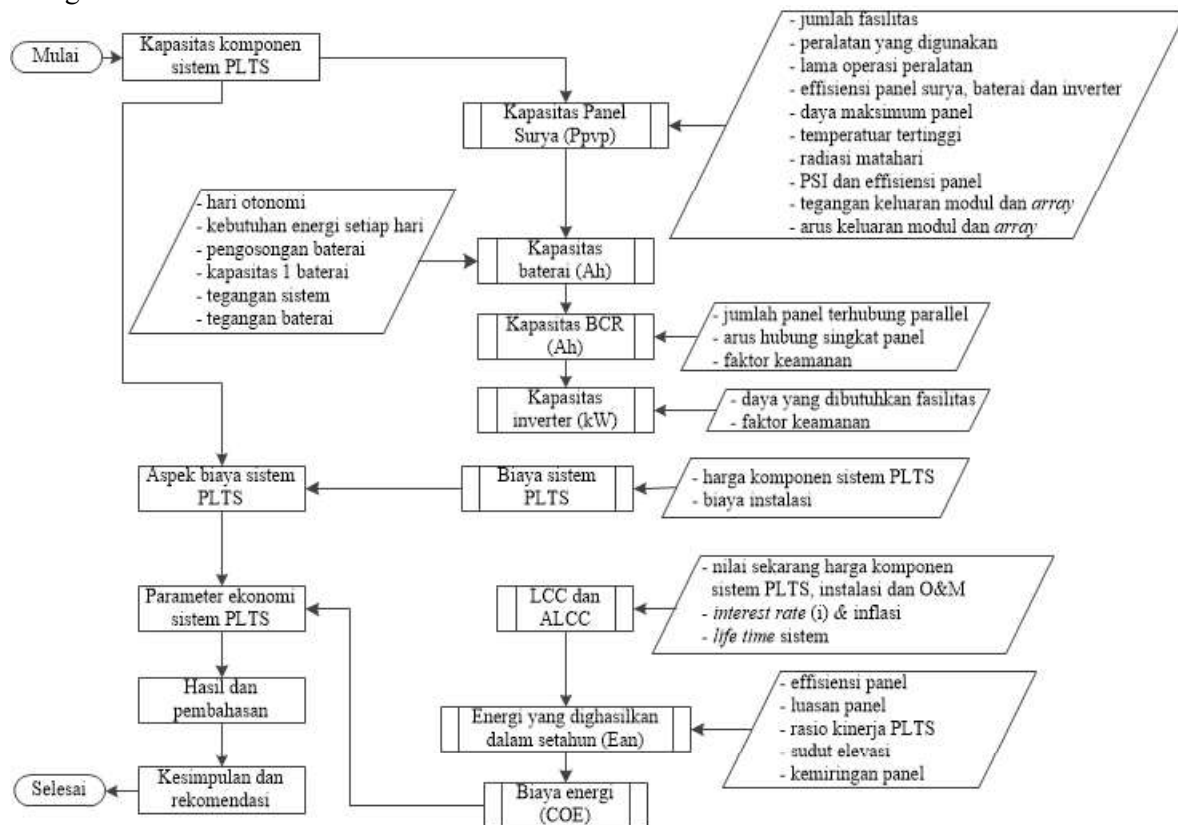 Mulai
Kapasitas komponen
sistem PLTS
- jumlah fasilitas
- peralatan yang digunakan
- lama operasi peralatan
- effisiensi panel surya, baterai dan inverter
- daya maksimum panel
- temperatuar tertinggi
- radiasi matahari
- PSI dan effisiensi panel
- tegangan keluaran modul dan array
- arus keluaran modul dan array
Kapasitas Panel
Surya (Ppvp)
- hari otonomi
- kebutuhan energi setiap hari
- pengosongan baterai
- kapasitas 1 baterai
- tegangan sistem
- tegangan baterai
Kapasitas
baterai (Ah)
Kapasitas BCR
(Ah)
- jumlah panel terhubung parallel
- arus hubung singkat panel
- faktor keamanan
Kapasitas
inverter (kW)
- daya yang dibutuhkan fasilitas
- faktor keamanan
Aspek biaya sistem
PLTS
Biaya sistem
PLTS
- harga komponen sistem PLTS
- biaya instalasi
Parameter ekonomi
sistem PLTS
LCC dan
ALCC
- nilai sekarang harga komponen
sistem PLTS, instalasi dan O&M
- interest rate (i) & inflasi
- life time sistem
Hasil dan
pembahasan
Energi yang dighasilkan
dalam setahun (Ean)
- effisiensi panel
- luasan panel
- rasio kinerja PLTS
- sudut elevasi
- kemiringan panel
Selesai
Kesimpulan dan
rekomendasi
Biaya energi
(COE)